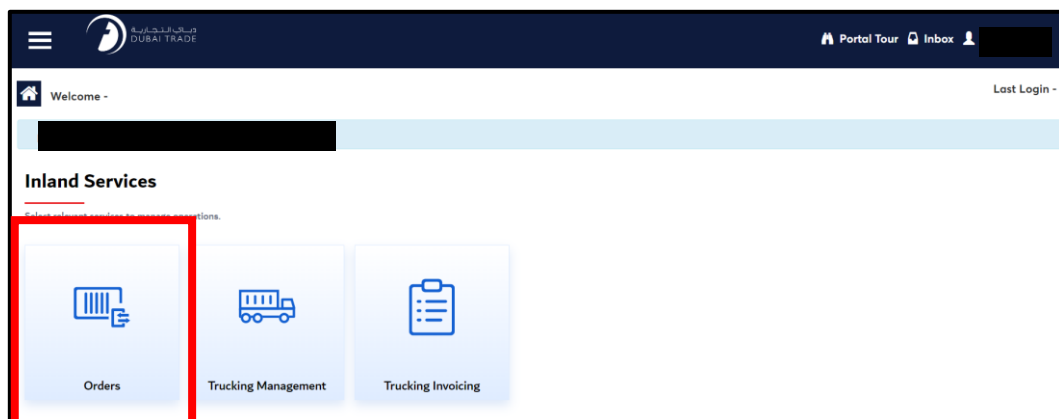 دبي التجارية
DUBAI TRADE
Portal Tour Inbox
Welcome -
Last Login -
Inland Services
Select relevant services to manage operations.
Orders Trucking Management Trucking Invoicing